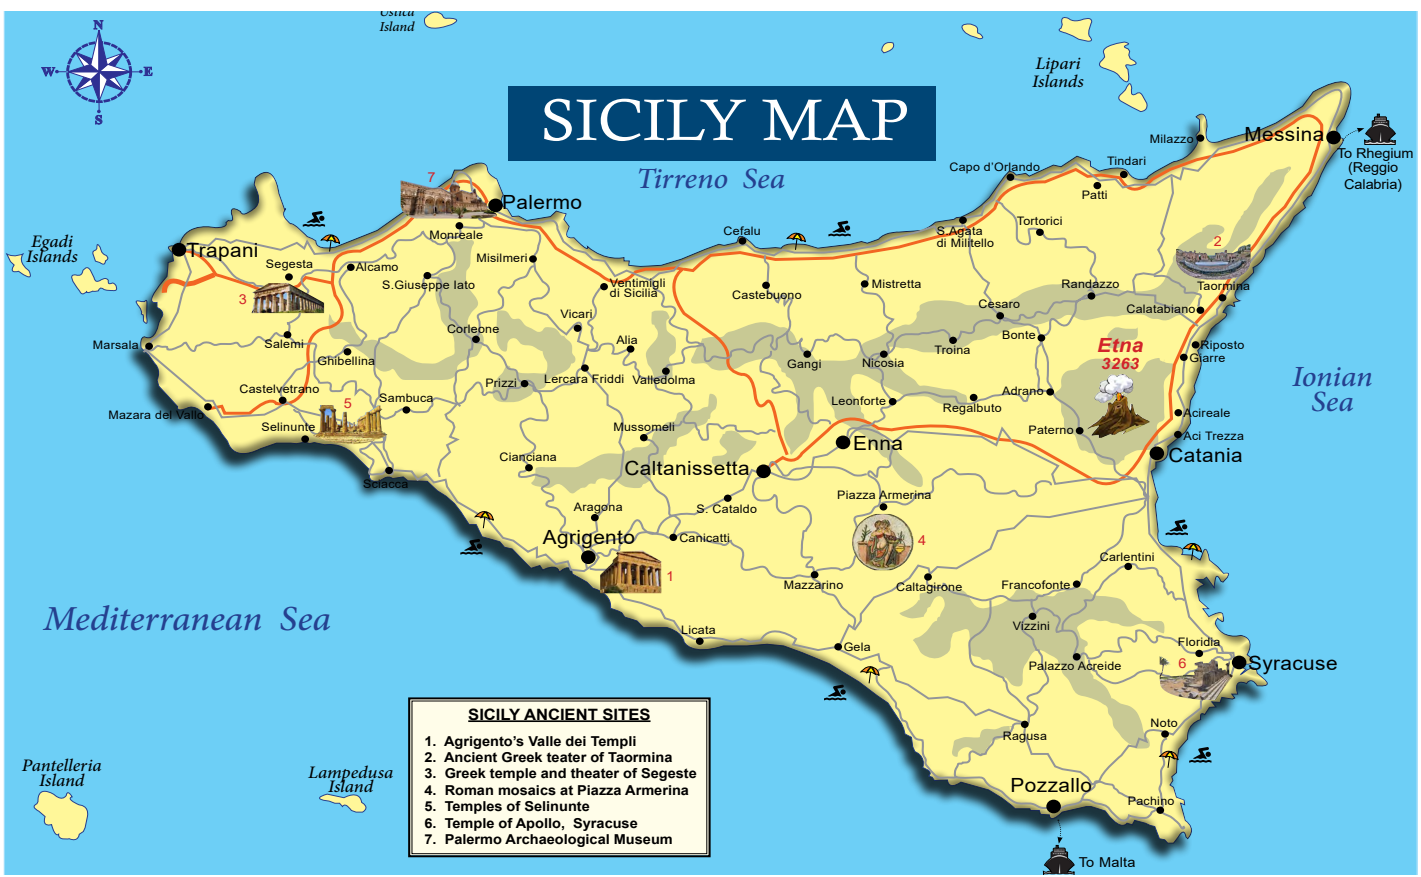 Ustica
Island
N
W
E
S
Lipari
Islands
SICILY MAP
Tirreno Sea
Messina
To Rhegium
(Reggio
Calabria)
Milazzo
Tindari
Capo d'Orlando
Patti
7
Palermo
Monreale
Egadi
Islands
Trapani
Segesta
Alcamo
3
S.Giuseppe Iato
Misilmeri
Cefalu
S.Agata
di Militello
Tortorici
2
Taormina
Ventimigli
di Sicilia
Castebuono
Mistretta
Randazzo
Cesaro
Calatabiano
Vicari
Corleone
Alia
Marsala
Salemi
Ghibellina
Gangi
Nicosia
Troina
Bonte
Etna
3263
Riposto
Giarre
Prizzi
Lercara Friddi
Valledolma
Ionian
Sea
Castelvetrano
Sambuca
5
Leonforte
Regalbuto
Adrano
Mazara del Vallo
Selinunte
Mussomeli
Paterno
Acireale
Aci Trezza
Enna
Catania
Cianciana
Caltanissetta
Sciacca
Piazza Armerina
Aragona
S. Cataldo
Agrigento
Canicatti
4
1
Carlentini
Mazzarino
Caltagirone
Francofonte
Mediterranean Sea
Licata
Gela
Vizzini
Floridia
Palazzo Acreide
6
Syracuse
Ragusa
Noto
Pantelleria
Island
Lampedusa
Island
Pozzallo
Pachino
To Malta
SICILY ANCIENT SITES
1. Agrigento's Valle dei Templi
2. Ancient Greek teater of Taormina
3. Greek temple and theater of Segeste
4. Roman mosaics at Piazza Armerina
5. Temples of Selinunte
6. Temple of Apollo, Syracuse
7. Palermo Archaeological Museum